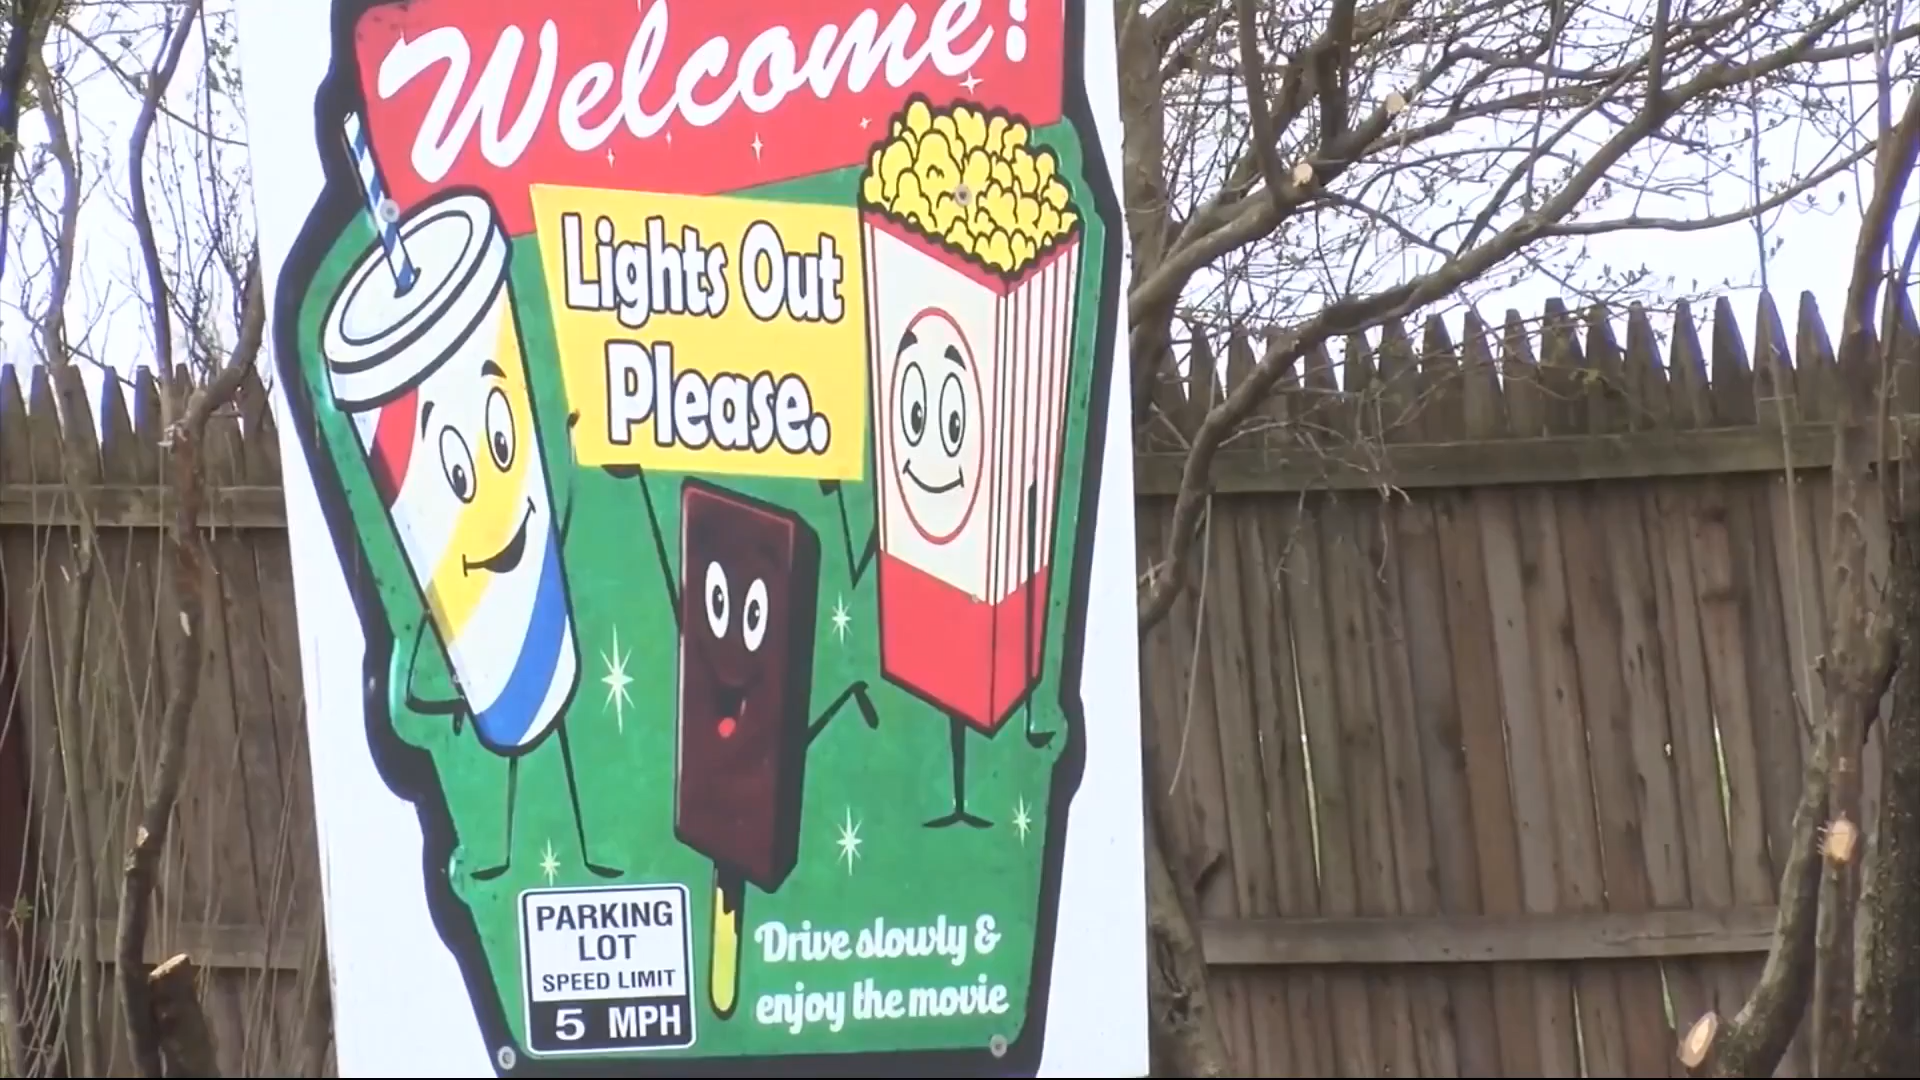 Welcome!
Lights Out
Please.
PARKING
LOT
SPEED LIMIT
5 MPH
Drive slowly &
enjoy the movie